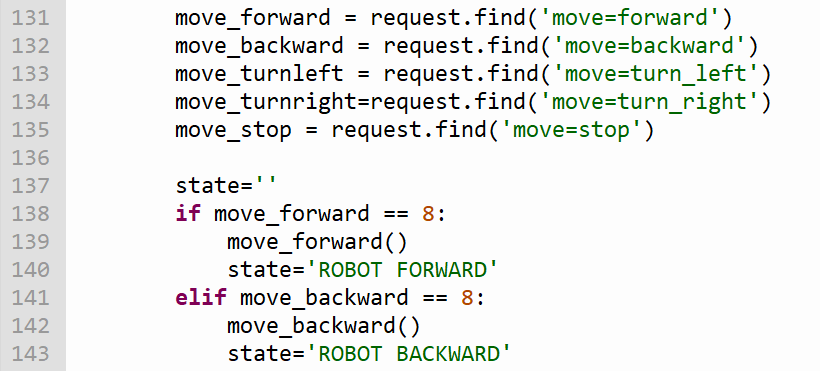 131 move_forward = request.find('move=forward')
132 move_backward = request.find('move=backward')
133 move_turnleft = request.find('move=turn_left')
134 move_turnright=request.find('move=turn_right')
135 move_stop = request.find('move=stop')
136
137 state=''
138 if move_forward == 8:
139 move_forward()
140 state='ROBOT FORWARD'
141 elif move_backward == 8:
142 move_backward()
143 state='ROBOT BACKWARD'